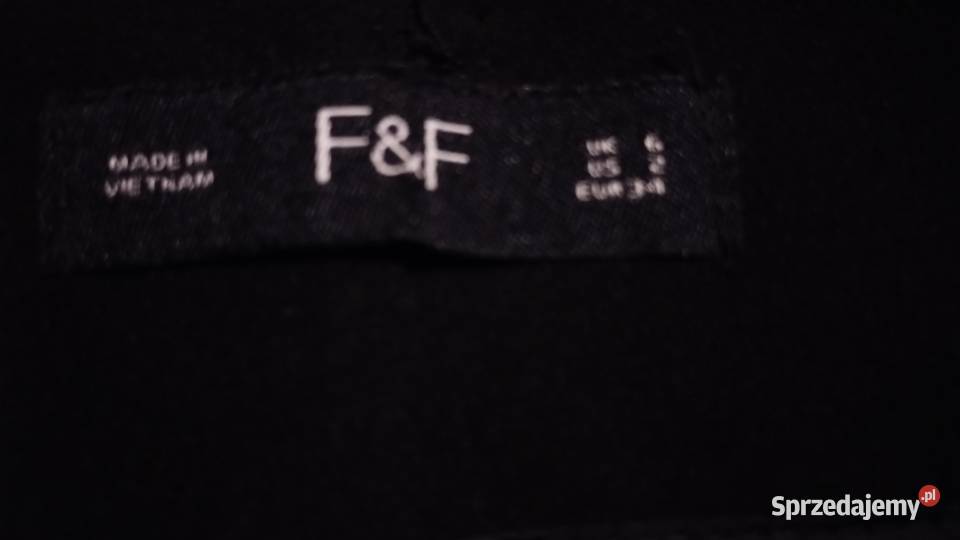 MADE IN
VIETNAM
F&F
UK 6
US 2
EUR 34
Sprzedajemy.pl